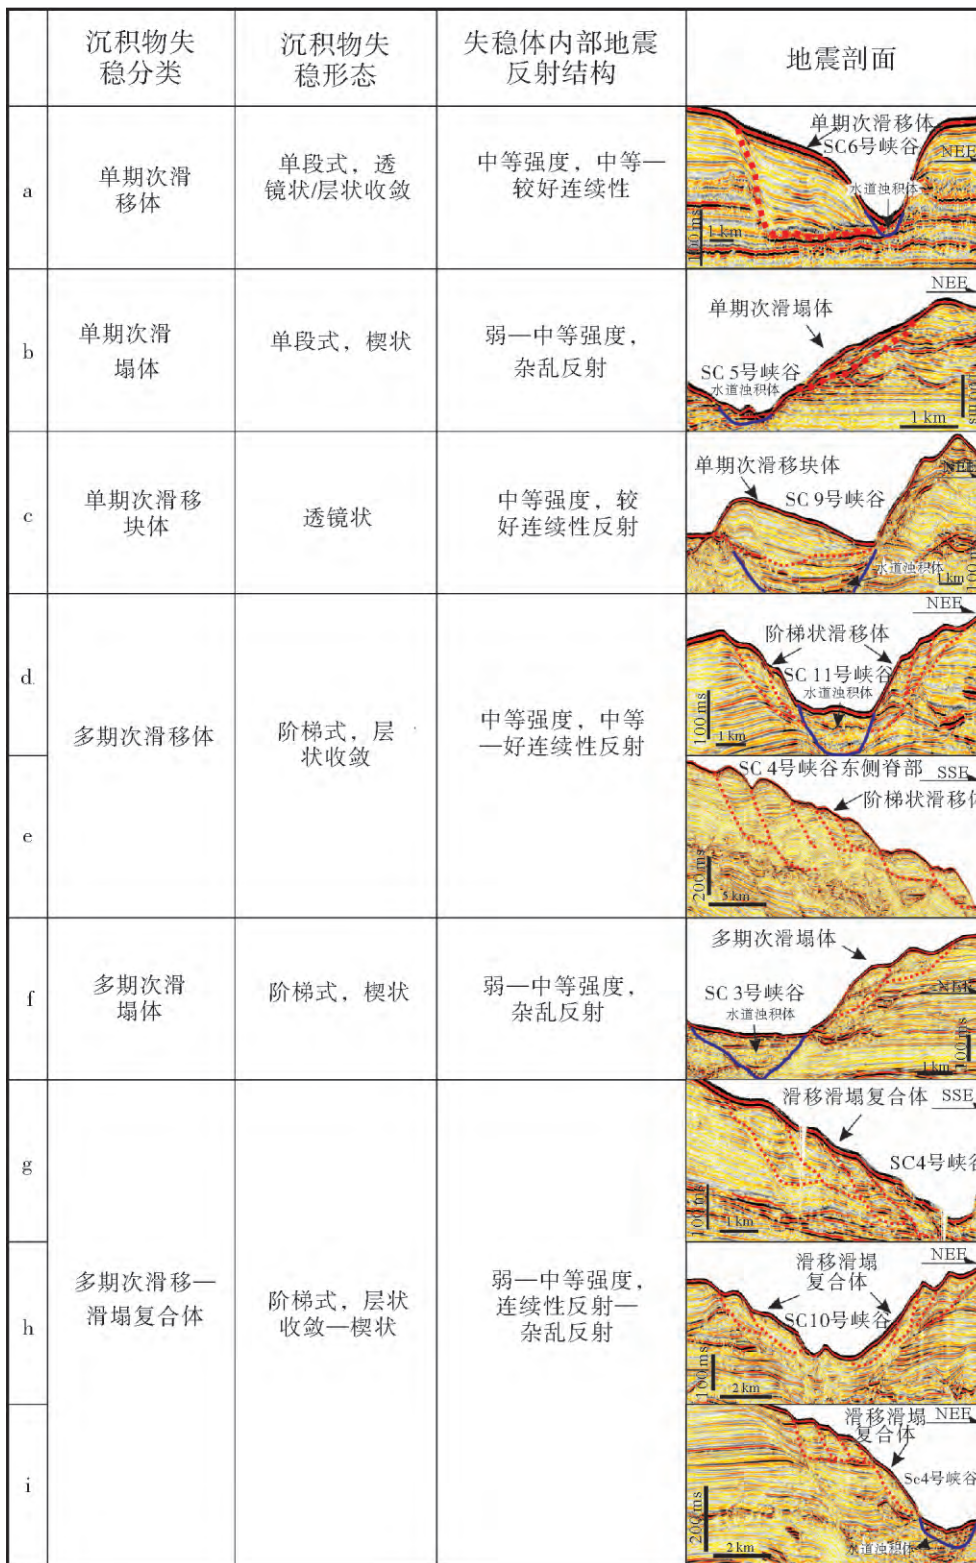 沉积物失
稳分类
沉积物失
稳形态
失稳体内部地震
反射结构
地震剖面
a
单期次滑
移体
单段式，透
镜状/层状收敛
中等强度，中等—
较好连续性
单期次滑移体
SC6号峡谷
NEE
水道浊积体
100 ms
1 km
b
单期次滑
塌体
单段式，楔状
弱—中等强度，
杂乱反射
NEE
单期次滑塌体
SC 5号峡谷
水道浊积体
1 km
c
单期次滑移
块体
透镜状
中等强度，较
好连续性反射
单期次滑移块体
NEE
SC 9号峡谷
水道浊积体
1 km
100 ms
d
多期次滑移体
阶梯式，层
状收敛
中等强度，中等
—好连续性反射
NEE
阶梯状滑移体
SC 11号峡谷
水道浊积体
100 ms
1 km
e
SC 4号峡谷东侧脊部
SSE
阶梯状滑移体
200 ms
5 km
f
多期次滑
塌体
阶梯式，楔状
弱—中等强度，
杂乱反射
多期次滑塌体
SC 3号峡谷
NEE
水道浊积体
1 km
100 ms
g
滑移滑塌复合体
SSE
SC4号峡谷
100 ms
1 km
h
多期次滑移—
滑塌复合体
阶梯式，层状
收敛—楔状
弱—中等强度，
连续性反射—
杂乱反射
滑移滑塌
复合体
NEE
SC10号峡谷
100 ms
2 km
i
滑移滑塌
复合体
NEE
Sc4号峡谷
200 ms
2 km
水道浊积体